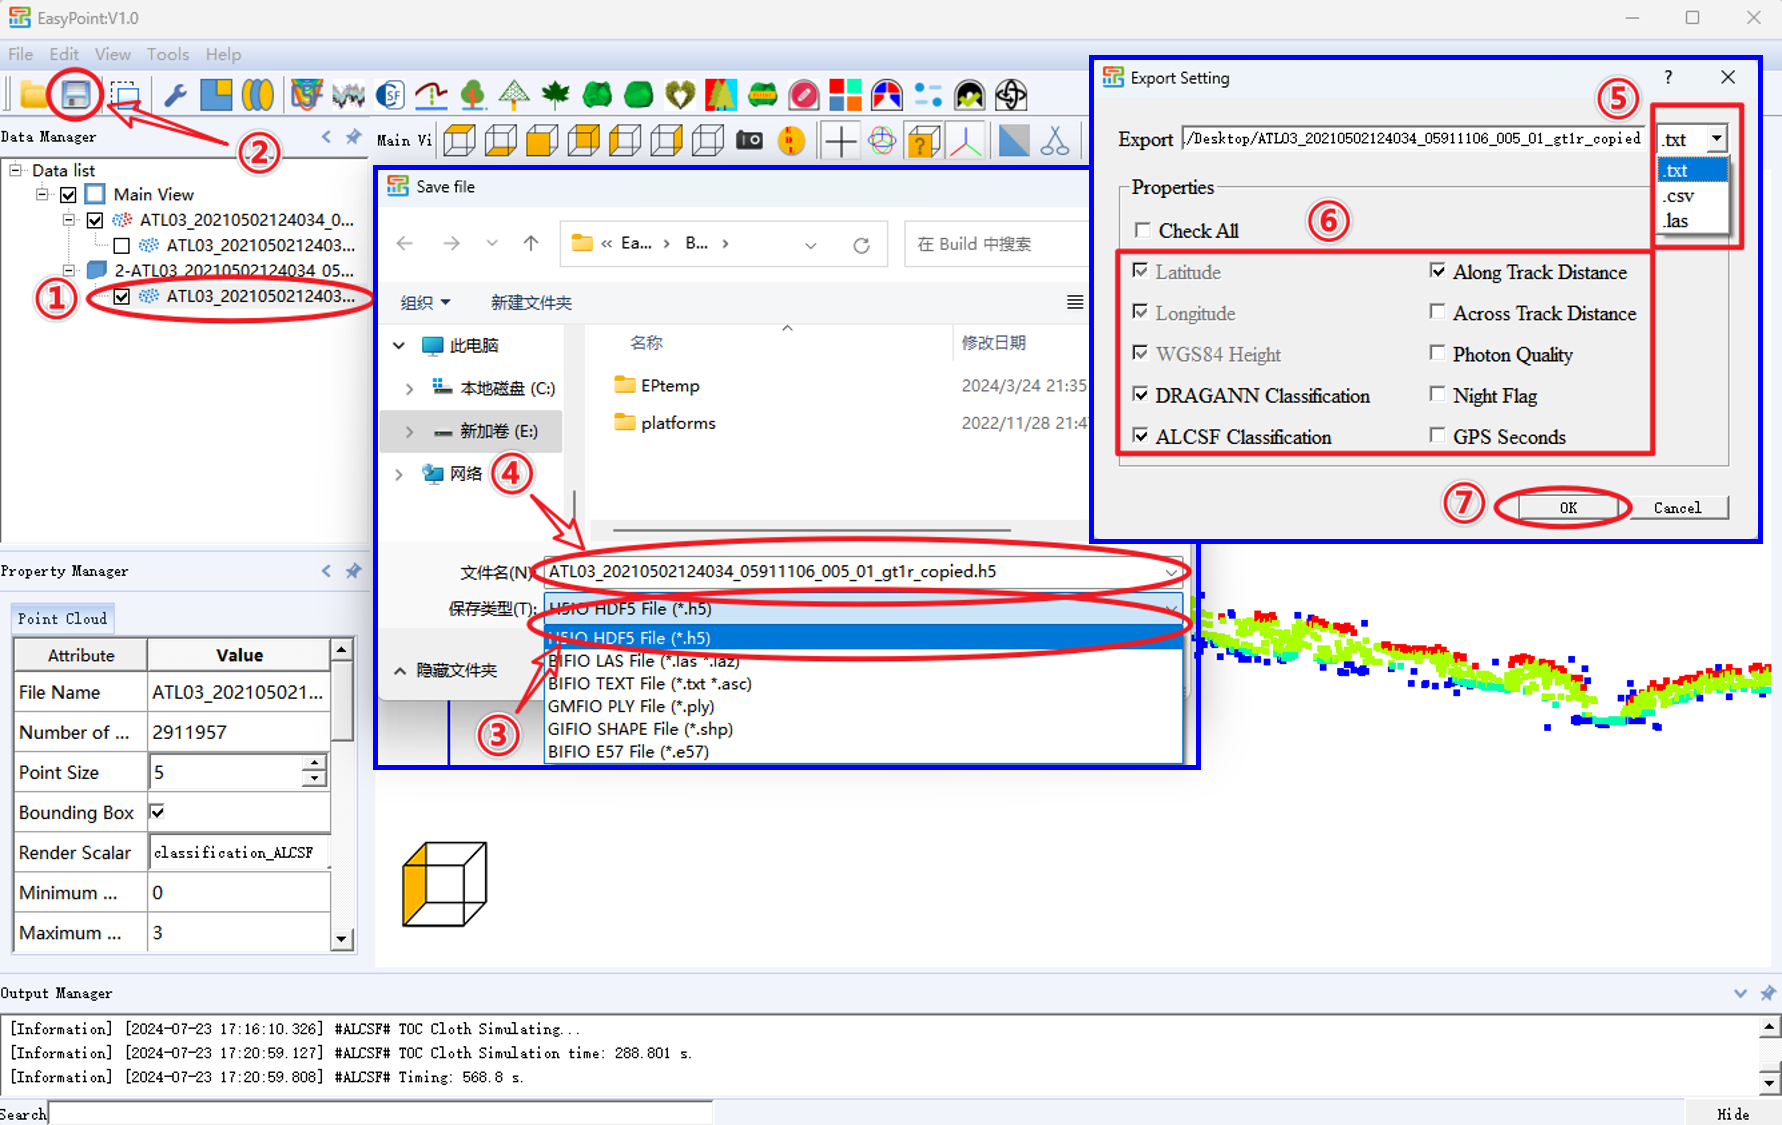 EasyPoint:V1.0
File Edit View Tools Help
②
Data Manager
Main Vi
Data list
Main View
ATL03_20210502124034_0...
ATL03_2021050212403...
2-ATL03_20210502124034_05...
① ATL03_2021050212403...
Property Manager
Point Cloud
Attribute Value
File Name ATL03_202105021...
Number of ... 2911957
Point Size 5
Bounding Box
Render Scalar classification_ALCSF
Minimum ... 0
Maximum ... 3
Save file
« Ea... › B... ›
在 Build 中搜索
组织 新建文件夹
名称 修改日期
此电脑
本地磁盘 (C:)
新加卷 (E:)
网络
EPtemp 2024/3/24 21:35
platforms 2022/11/28 21:47
④
文件名(N): ATL03_20210502124034_05911106_005_01_gt1r_copied.h5
保存类型(T): H5IO HDF5 File (*.h5)
H5IO HDF5 File (*.h5)
BIFIO LAS File (*.las *.laz)
BIFIO TEXT File (*.txt *.asc)
GMFIO PLY File (*.ply)
GIFIO SHAPE File (*.shp)
BIFIO E57 File (*.e57)
隐藏文件夹
③
Export Setting ?
⑤
Export ./Desktop/ATL03_20210502124034_05911106_005_01_gt1r_copied .txt
.txt
.csv
.las
Properties
⑥
Check All
Latitude Along Track Distance
Longitude Across Track Distance
WGS84 Height Photon Quality
DRAGANN Classification Night Flag
ALCSF Classification GPS Seconds
⑦ OK Cancel
Output Manager
[Information] [2024-07-23 17:16:10.326] #ALCSF# TOC Cloth Simulating...
[Information] [2024-07-23 17:20:59.127] #ALCSF# TOC Cloth Simulation time: 288.801 s.
[Information] [2024-07-23 17:20:59.808] #ALCSF# Timing: 568.8 s.
Search Hide